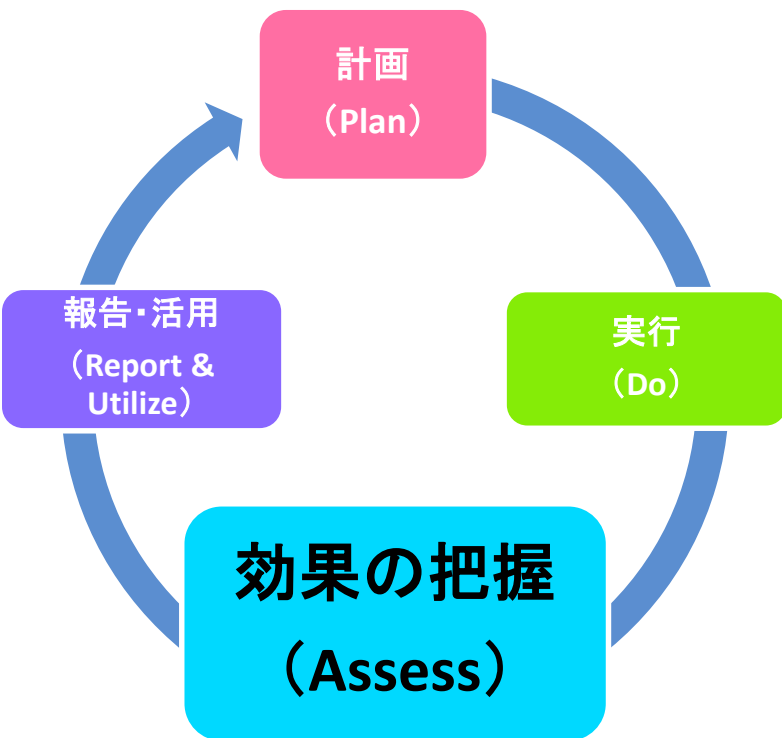 計画
（Plan）
実行
（Do）
効果の把握
（Assess）
報告・活用
（Report &
Utilize）